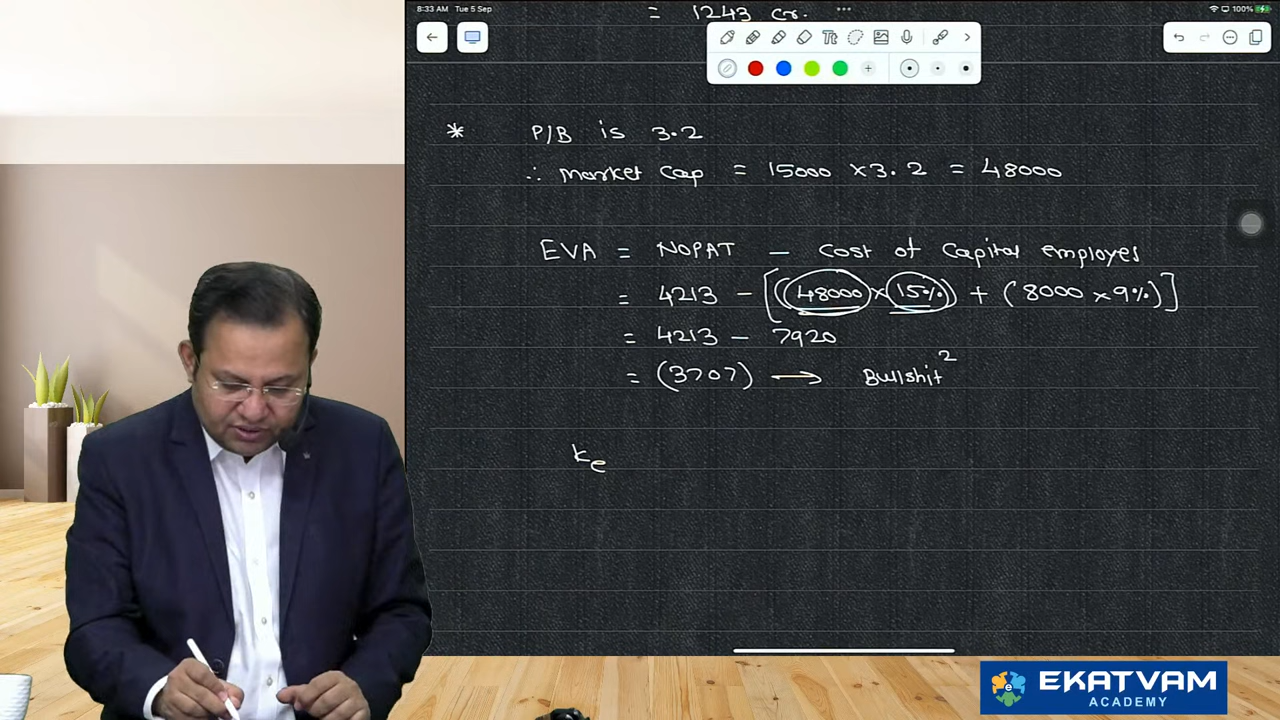 8:33 AM Tue 5 Sep
100%
= 1243 cr.
* P/B is 3.2
∴ market cap = 15000 × 3.2 = 48000
EVA = NOPAT — Cost of Capital employes
= 4213 — [(48000 × 15%) + (8000 × 9%)]
= 4213 — 7920
= (3707) → Bullshit²
ke
EKATVAM
ACADEMY